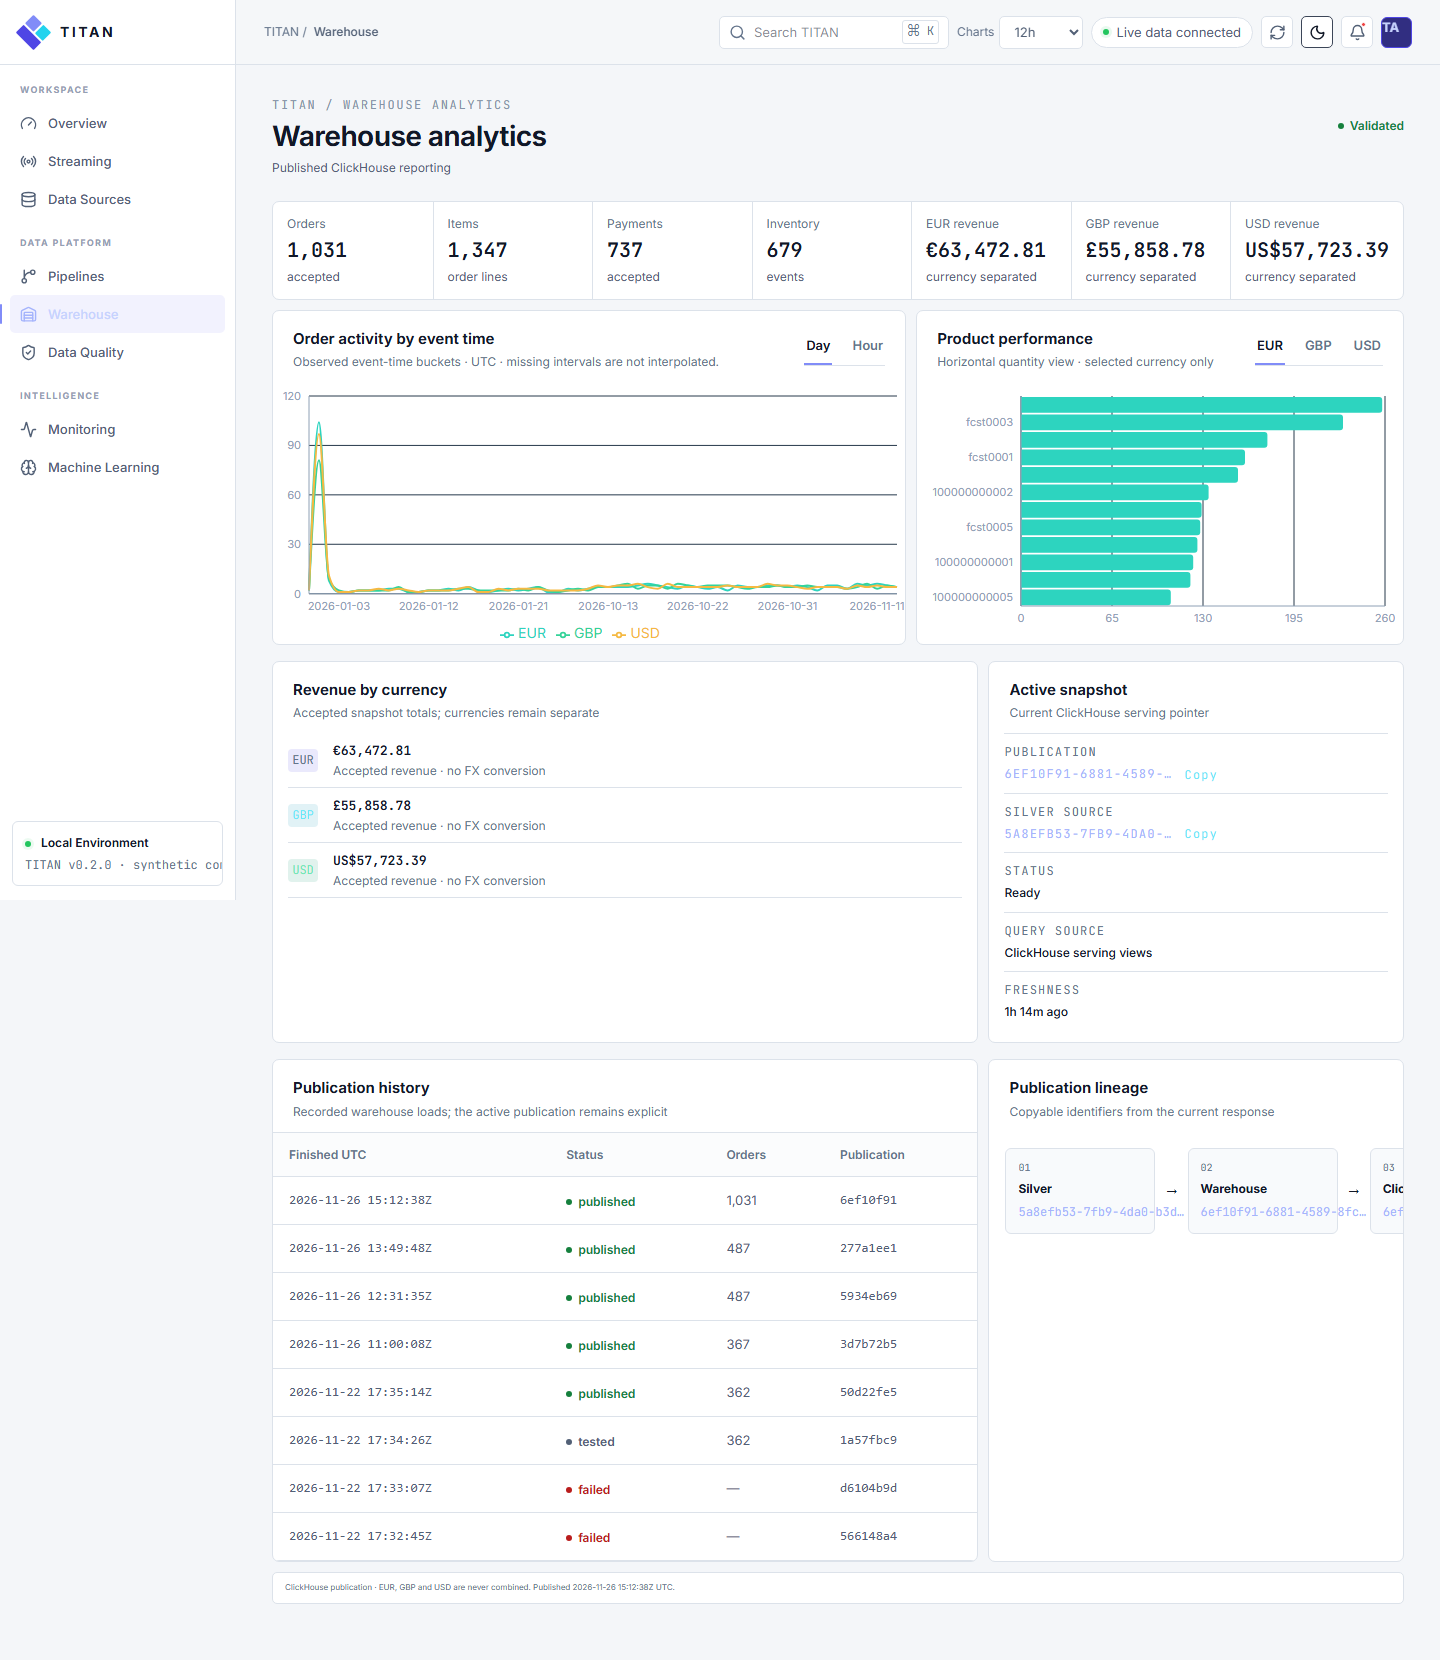 TITAN
WORKSPACE
Overview
Streaming
Data Sources
DATA PLATFORM
Pipelines
Warehouse
Data Quality
INTELLIGENCE
Monitoring
Machine Learning
Local Environment
TITAN v0.2.0 · synthetic
TITAN / Warehouse
Search TITAN ⌘ K
Charts 12h
Live data connected
TA
TITAN / WAREHOUSE ANALYTICS
Warehouse analytics
Published ClickHouse reporting
Validated
Orders
1,031
accepted
Items
1,347
order lines
Payments
737
accepted
Inventory
679
events
EUR revenue
€63,472.81
currency separated
GBP revenue
£55,858.78
currency separated
USD revenue
US$57,723.39
currency separated
Order activity by event time
Observed event-time buckets · UTC · missing intervals are not interpolated.
Day Hour
120
90
60
30
0
2026-01-03 2026-01-12 2026-01-21 2026-10-13 2026-10-22 2026-10-31 2026-11-11
EUR GBP USD
Product performance
Horizontal quantity view · selected currency only
EUR GBP USD
fcst0003
fcst0001
100000000002
fcst0005
100000000001
100000000005
0 65 130 195 260
Revenue by currency
Accepted snapshot totals; currencies remain separate
EUR
€63,472.81
Accepted revenue · no FX conversion
GBP
£55,858.78
Accepted revenue · no FX conversion
USD
US$57,723.39
Accepted revenue · no FX conversion
Active snapshot
Current ClickHouse serving pointer
PUBLICATION
6EF10F91-6881-4589-… Copy
SILVER SOURCE
5A8EFB53-7FB9-4DA0-… Copy
STATUS
Ready
QUERY SOURCE
ClickHouse serving views
FRESHNESS
1h 14m ago
Publication history
Recorded warehouse loads; the active publication remains explicit
Finished UTC Status Orders Publication
2026-11-26 15:12:38Z published 1,031 6ef10f91
2026-11-26 13:49:48Z published 487 277a1ee1
2026-11-26 12:31:35Z published 487 5934eb69
2026-11-26 11:00:08Z published 367 3d7b72b5
2026-11-22 17:35:14Z published 362 50d22fe5
2026-11-22 17:34:26Z tested 362 1a57fbc9
2026-11-22 17:33:07Z failed — d6104b9d
2026-11-22 17:32:45Z failed — 566148a4
Publication lineage
Copyable identifiers from the current response
01
Silver
5a8efb53-7fb9-4da0-b3d…
→
02
Warehouse
6ef10f91-6881-4589-8fc…
→
03
Clic
6ef
ClickHouse publication · EUR, GBP and USD are never combined. Published 2026-11-26 15:12:38Z UTC.